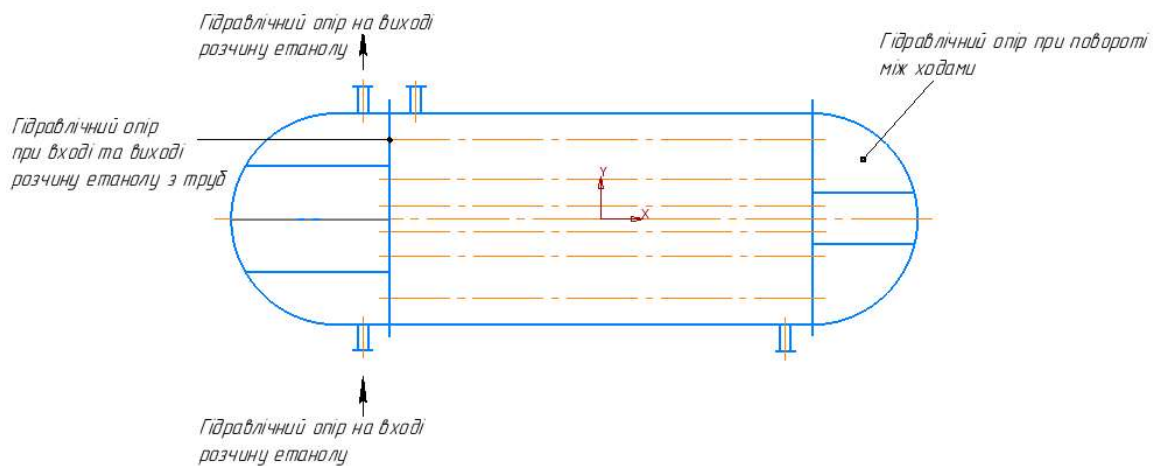 Гідравлічний опір на виході
розчину етанолу
Гідравлічний опір при повороті
між ходами
Гідравлічний опір
при вході та виході
розчину етанолу з труб
Y
X
Гідравлічний опір на вході
розчину етанолу